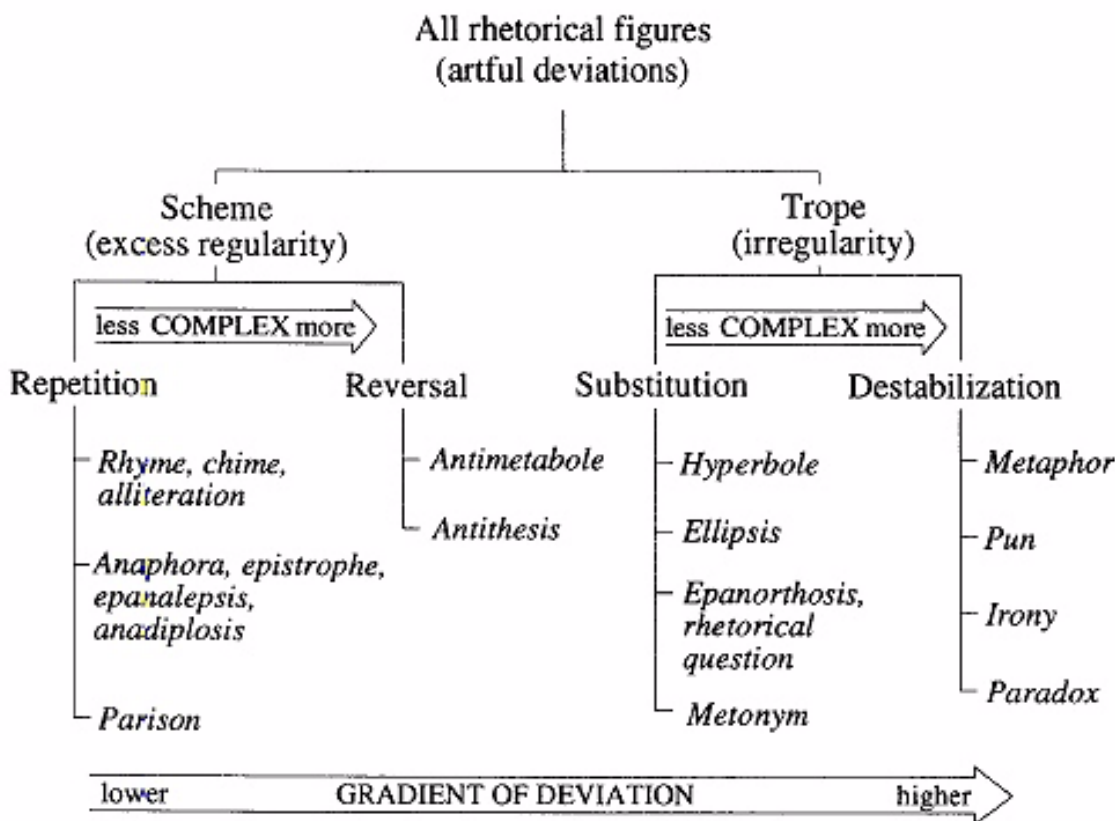 All rhetorical figures
(artful deviations)
Scheme
(excess regularity)
Trope
(irregularity)
less COMPLEX more
less COMPLEX more
Repetition
Reversal
Substitution
Destabilization
Rhyme, chime,
alliteration
Anaphora, epistrophe,
epanalepsis,
anadiplosis
Parison
Antimetabole
Antithesis
Hyperbole
Ellipsis
Epanorthosis,
rhetorical
question
Metonym
Metaphor
Pun
Irony
Paradox
lower GRADIENT OF DEVIATION higher